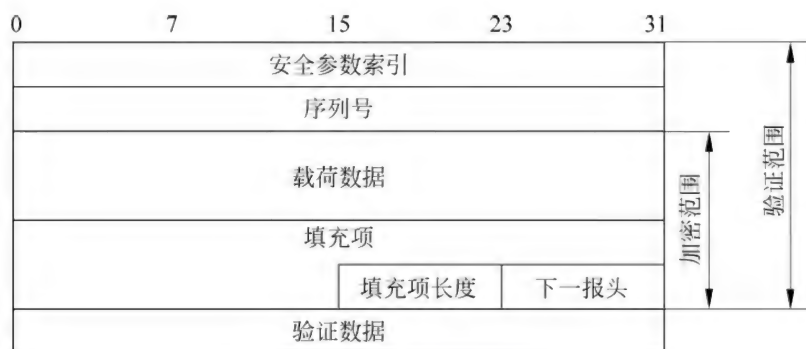 0 7 15 23 31
安全参数索引
序列号
载荷数据
填充项
填充项长度 下一报头
验证数据
加密范围
验证范围